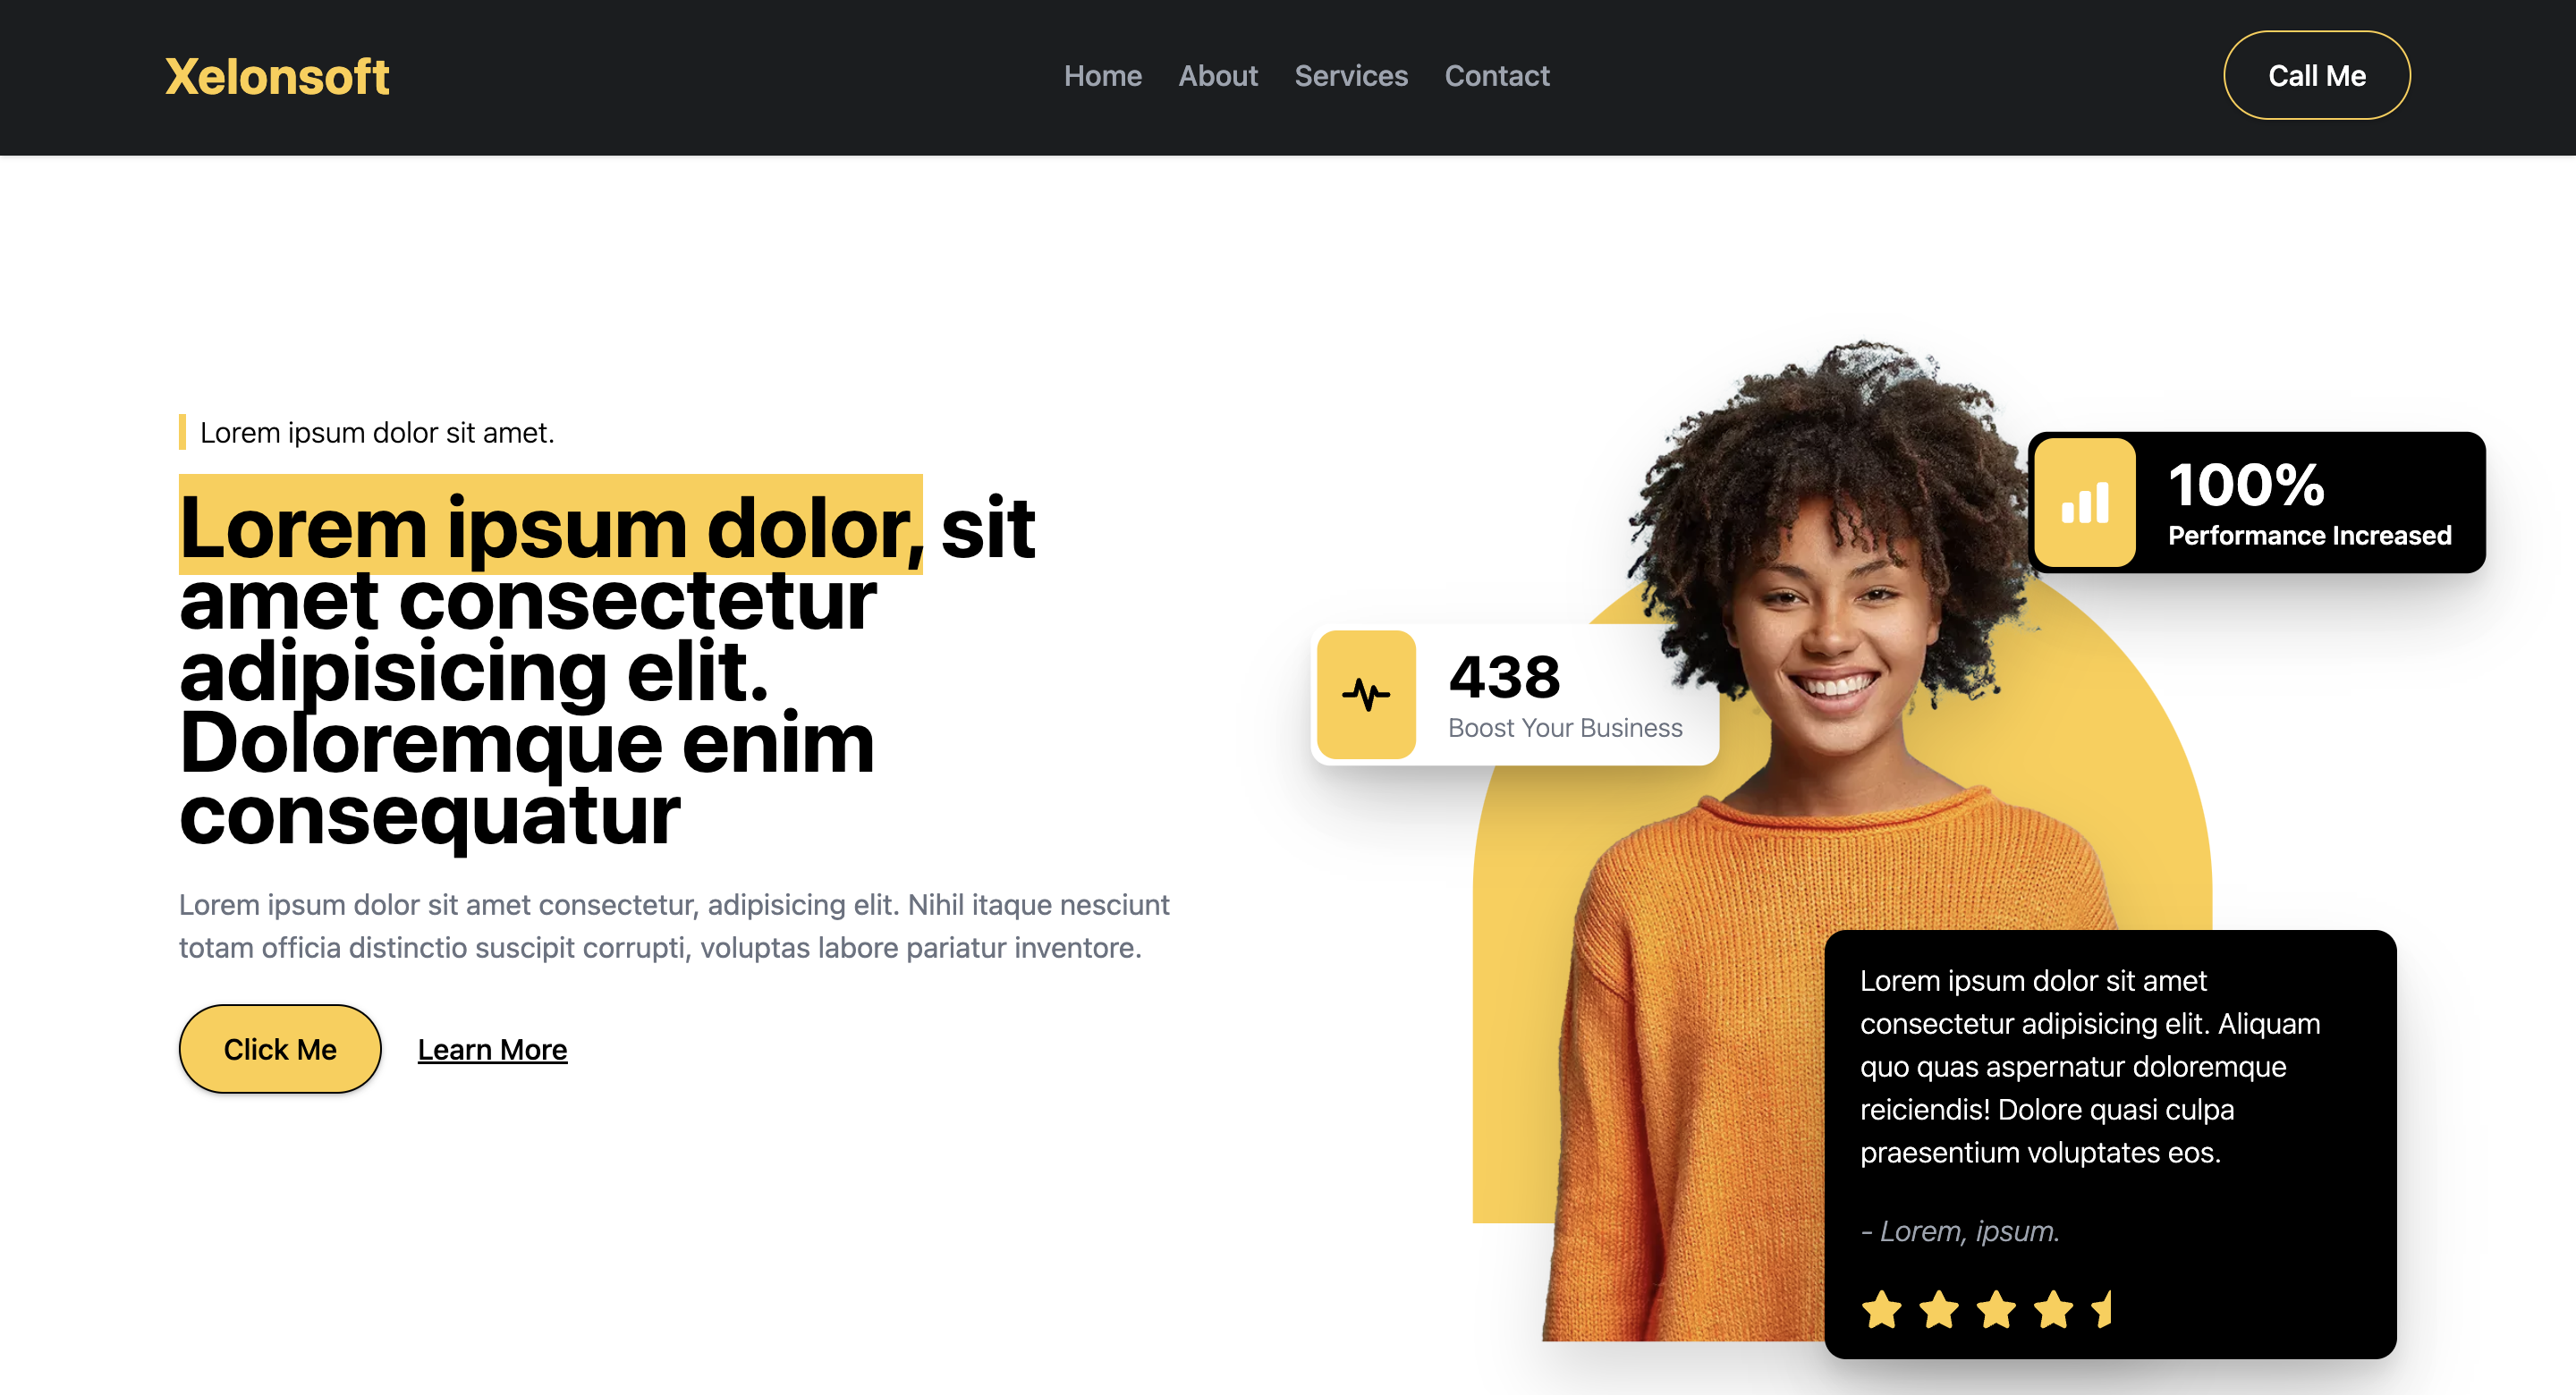 Xelonsoft
Home
About
Services
Contact
Call Me
Lorem ipsum dolor sit amet.
Lorem ipsum dolor, sit
amet consectetur
adipisicing elit.
Doloremque enim
consequatur
Lorem ipsum dolor sit amet consectetur, adipisicing elit. Nihil itaque nesciunt
totam officia distinctio suscipit corrupti, voluptas labore pariatur inventore.
Click Me
Learn More
100%
Performance Increased
438
Boost Your Business
Lorem ipsum dolor sit amet
consectetur adipisicing elit. Aliquam
quo quas aspernatur doloremque
reiciendis! Dolore quasi culpa
praesentium voluptates eos.
- Lorem, ipsum.